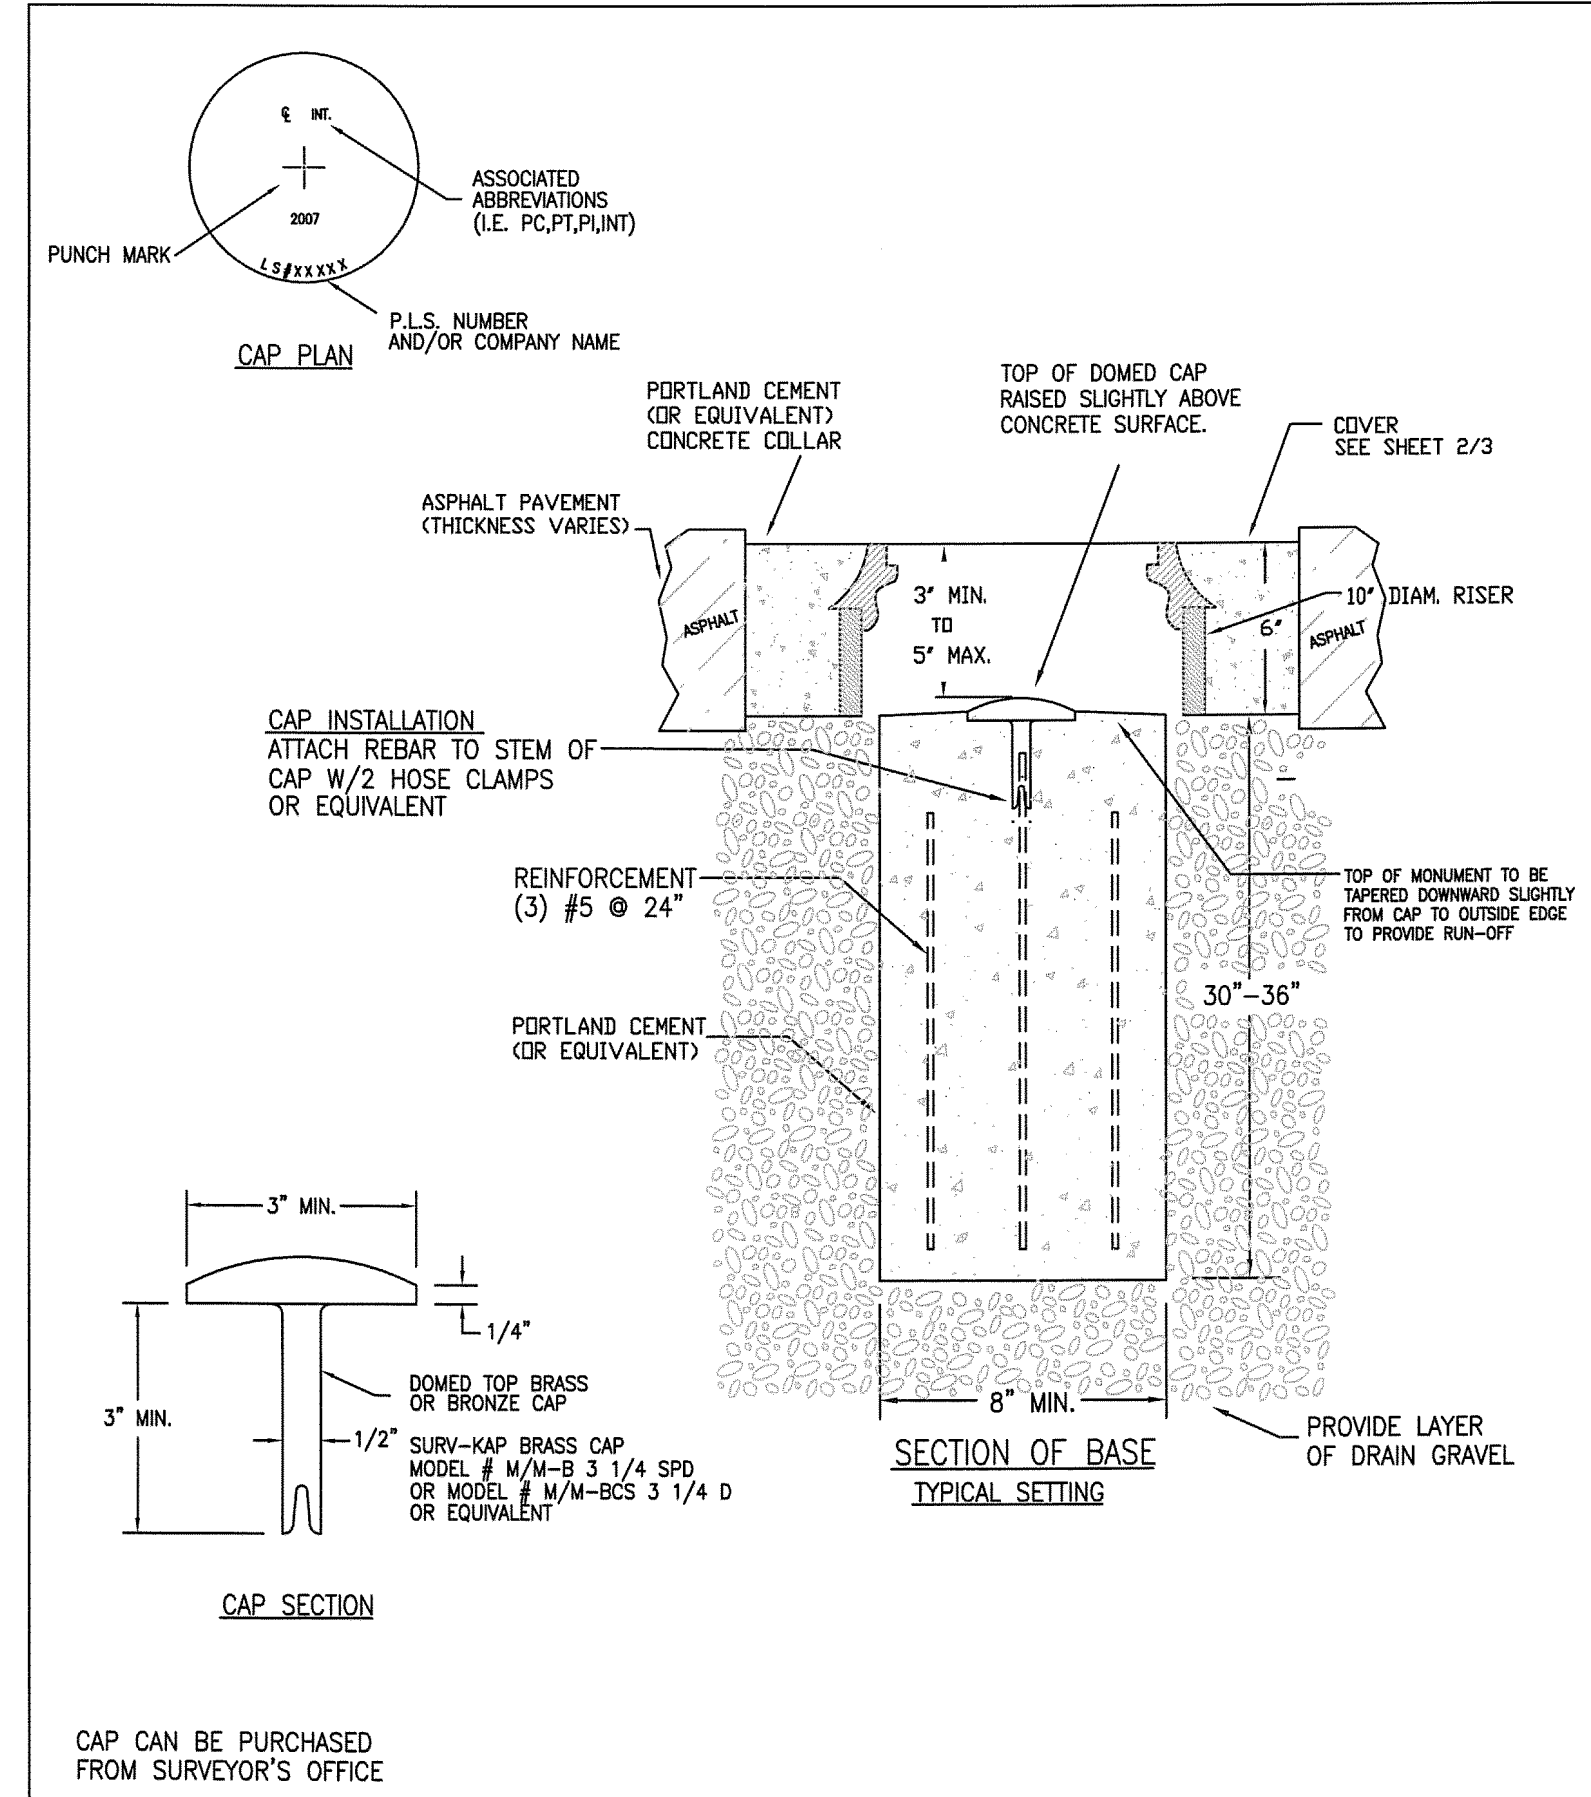 ℄ INT.
ASSOCIATED
ABBREVIATIONS
(I.E. PC,PT,PI,INT)
2007
PUNCH MARK
LS#XXXXX
P.L.S. NUMBER
AND/OR COMPANY NAME
CAP PLAN
PORTLAND CEMENT
(OR EQUIVALENT)
CONCRETE COLLAR
TOP OF DOMED CAP
RAISED SLIGHTLY ABOVE
CONCRETE SURFACE.
COVER
SEE SHEET 2/3
ASPHALT PAVEMENT
(THICKNESS VARIES)
ASPHALT
3" MIN.
TO
5" MAX.
10" DIAM. RISER
6"
ASPHALT
CAP INSTALLATION
ATTACH REBAR TO STEM OF
CAP W/2 HOSE CLAMPS
OR EQUIVALENT
REINFORCEMENT
(3) #5 @ 24"
TOP OF MONUMENT TO BE
TAPERED DOWNWARD SLIGHTLY
FROM CAP TO OUTSIDE EDGE
TO PROVIDE RUN-OFF
30"-36"
PORTLAND CEMENT
(OR EQUIVALENT)
3" MIN.
1/4"
3" MIN.
DOMED TOP BRASS
OR BRONZE CAP
1/2"
SURV-KAP BRASS CAP
MODEL # M/M-B 3 1/4 SPD
OR MODEL # M/M-BCS 3 1/4 D
OR EQUIVALENT
8" MIN.
SECTION OF BASE
TYPICAL SETTING
PROVIDE LAYER
OF DRAIN GRAVEL
CAP SECTION
CAP CAN BE PURCHASED
FROM SURVEYOR'S OFFICE